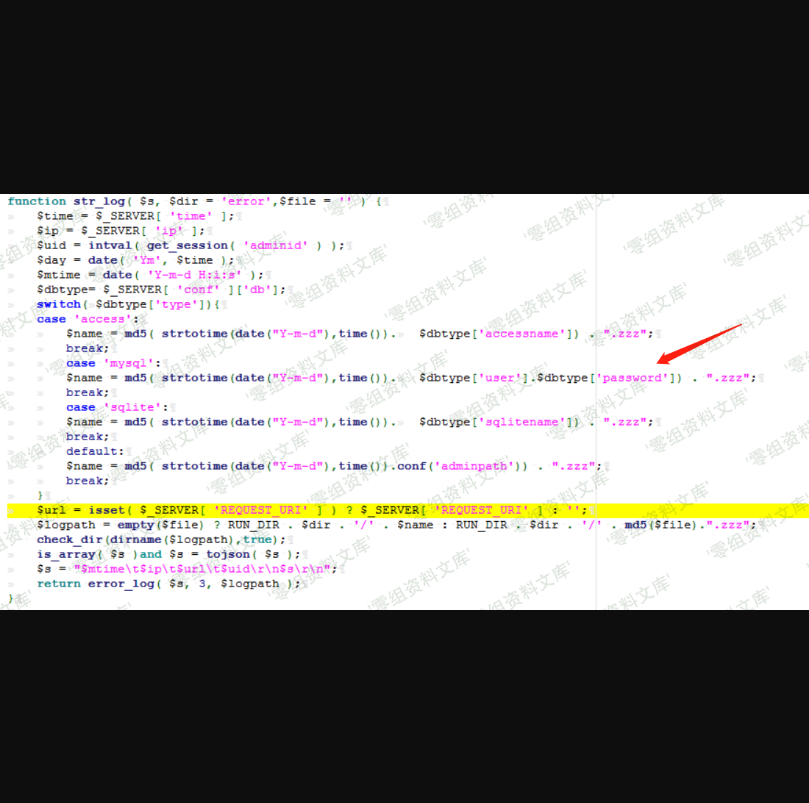 function str_log( $s, $dir = 'error',$file = '' ) {
$time = $_SERVER[ 'time' ];
$ip = $_SERVER[ 'ip' ];
$uid = intval( get_session( 'adminid' ) );
$day = date( 'Ym', $time );
$mtime = date( 'Y-m-d H:i:s' );
$dbtype= $_SERVER[ 'conf' ]['db'];
switch( $dbtype['type']){
case 'access':
$name = md5( strtotime(date("Y-m-d"),time()). $dbtype['accessname']) . ".zzz";
break;
case 'mysql':
$name = md5( strtotime(date("Y-m-d"),time()). $dbtype['user'].$dbtype['password']) . ".zzz";
break;
case 'sqlite':
$name = md5( strtotime(date("Y-m-d"),time()). $dbtype['sqlitename']) . ".zzz";
break;
default:
$name = md5( strtotime(date("Y-m-d"),time()).conf('adminpath')) . ".zzz";
break;
}
$url = isset( $_SERVER[ 'REQUEST_URI' ] ) ? $_SERVER[ 'REQUEST_URI' ] : '';
$logpath = empty($file) ? RUN_DIR . $dir . '/' . $name : RUN_DIR . $dir . '/' . md5($file).".zzz";
check_dir(dirname($logpath),true);
is_array( $s )and $s = tojson( $s );
$s = "$mtime\t$ip\t$url\t$uid\r\n$s\r\n";
return error_log( $s, 3, $logpath );
}
'零组资料文库'